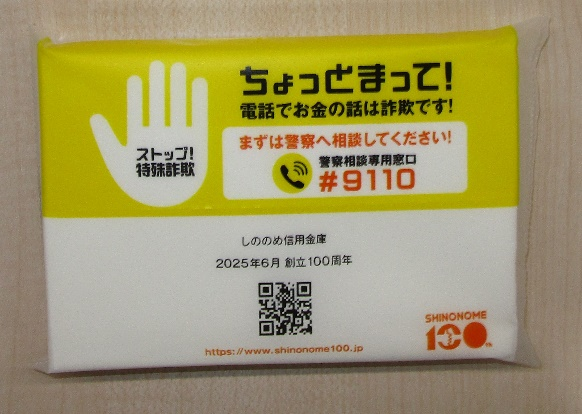 ちょっとまって!
電話でお金の話は詐欺です!
ストップ!
特殊詐欺
まずは警察へ相談してください!
警察相談専用窓口
#9110
しののめ信用金庫
2025年6月 創立100周年
https://www.shinonome100.jp
SHINONOME
100th